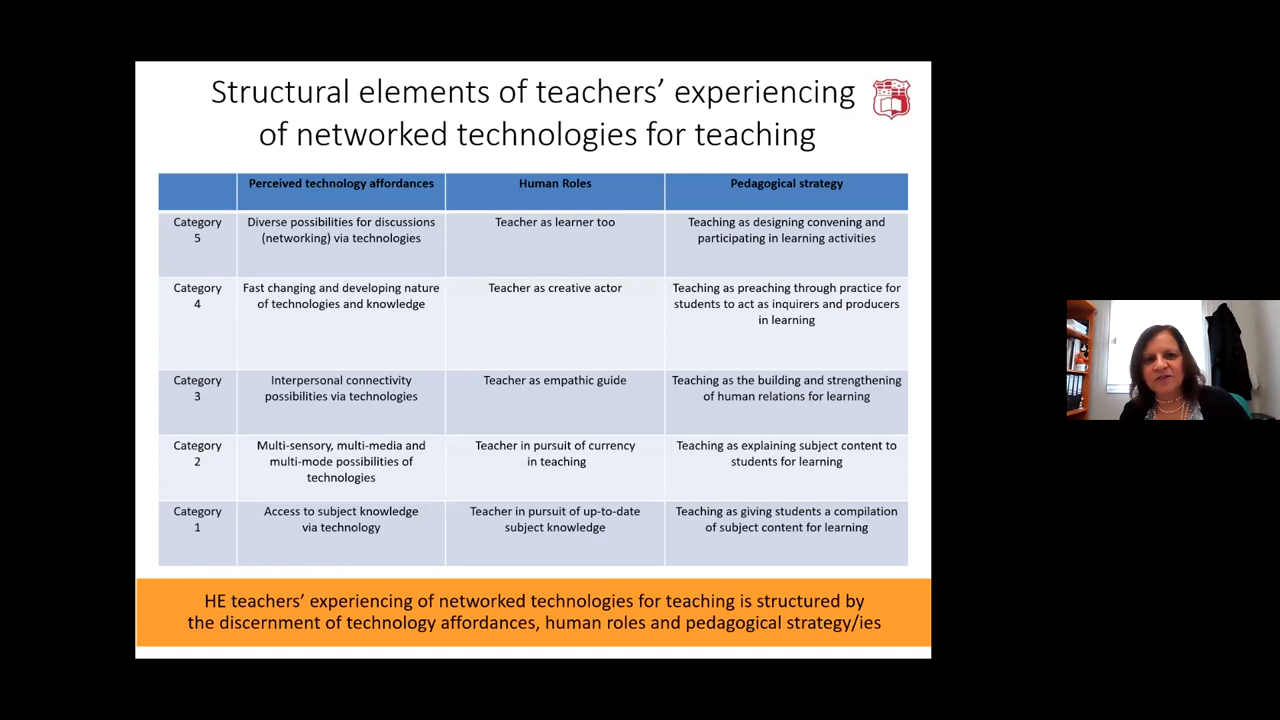 Structural elements of teachers’ experiencing
of networked technologies for teaching
Perceived technology affordances
Human Roles
Pedagogical strategy
Category
5
Diverse possibilities for discussions
(networking) via technologies
Teacher as learner too
Teaching as designing convening and
participating in learning activities
Category
4
Fast changing and developing nature
of technologies and knowledge
Teacher as creative actor
Teaching as preaching through practice for
students to act as inquirers and producers
in learning
Category
3
Interpersonal connectivity
possibilities via technologies
Teacher as empathic guide
Teaching as the building and strengthening
of human relations for learning
Category
2
Multi-sensory, multi-media and
multi-mode possibilities of
technologies
Teacher in pursuit of currency
in teaching
Teaching as explaining subject content to
students for learning
Category
1
Access to subject knowledge
via technology
Teacher in pursuit of up-to-date
subject knowledge
Teaching as giving students a compilation
of subject content for learning
HE teachers’ experiencing of networked technologies for teaching is structured by
the discernment of technology affordances, human roles and pedagogical strategy/ies